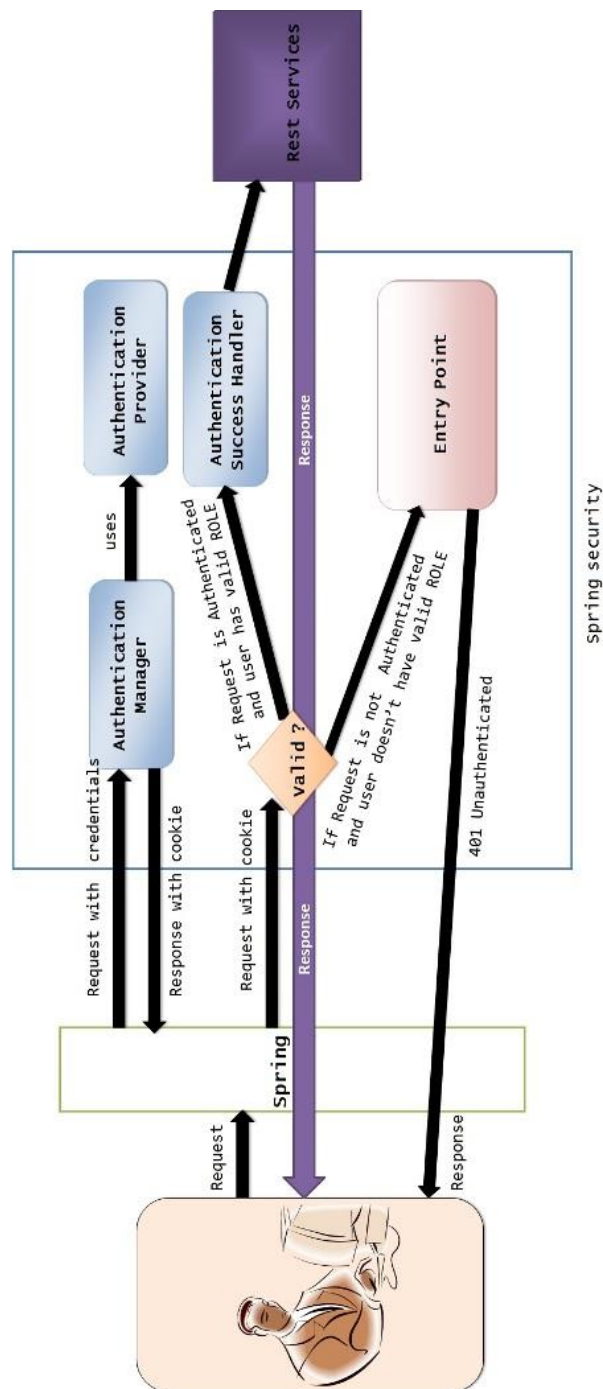 Request
Spring
Request with credentials
Response with cookie
Request with cookie
Authentication
Manager
uses
Authentication
Provider
Valid ?
If Request is Authenticated
and user has valid ROLE
Authentication
Success Handler
Response
Response
Rest Services
If Request is not Authenticated
and user doesn't have valid ROLE
Entry Point
401 Unauthenticated
Response
Spring security